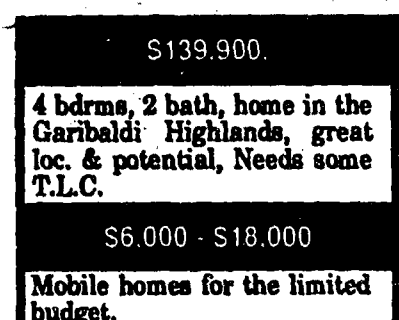 $139,900.
4 bdrms, 2 bath, home in the
Garibaldi Highlands, great
loc. & potential, Needs some
T.L.C.
$6,000 - $18,000
Mobile homes for the limited
budget.